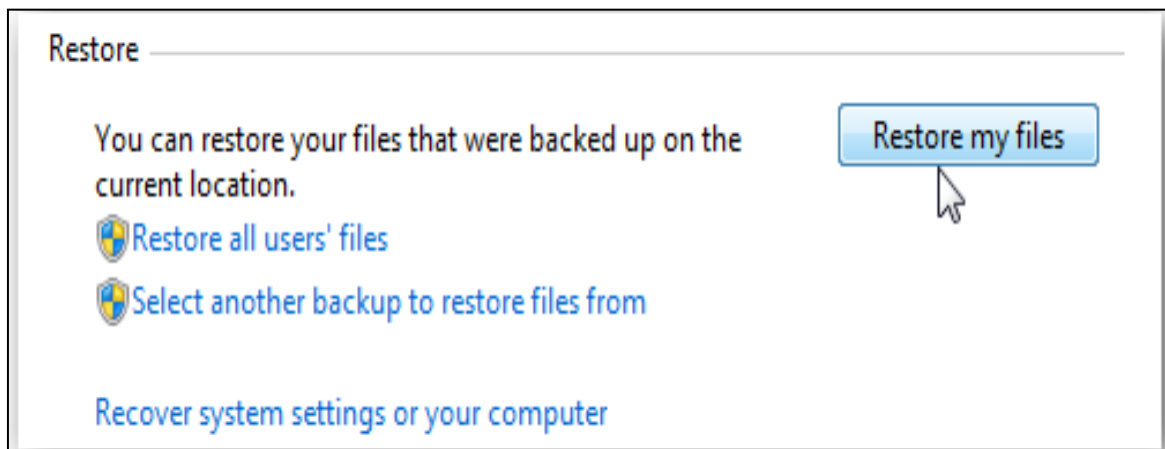 Restore
You can restore your files that were backed up on the
current location.
Restore my files
Restore all users' files
Select another backup to restore files from
Recover system settings or your computer